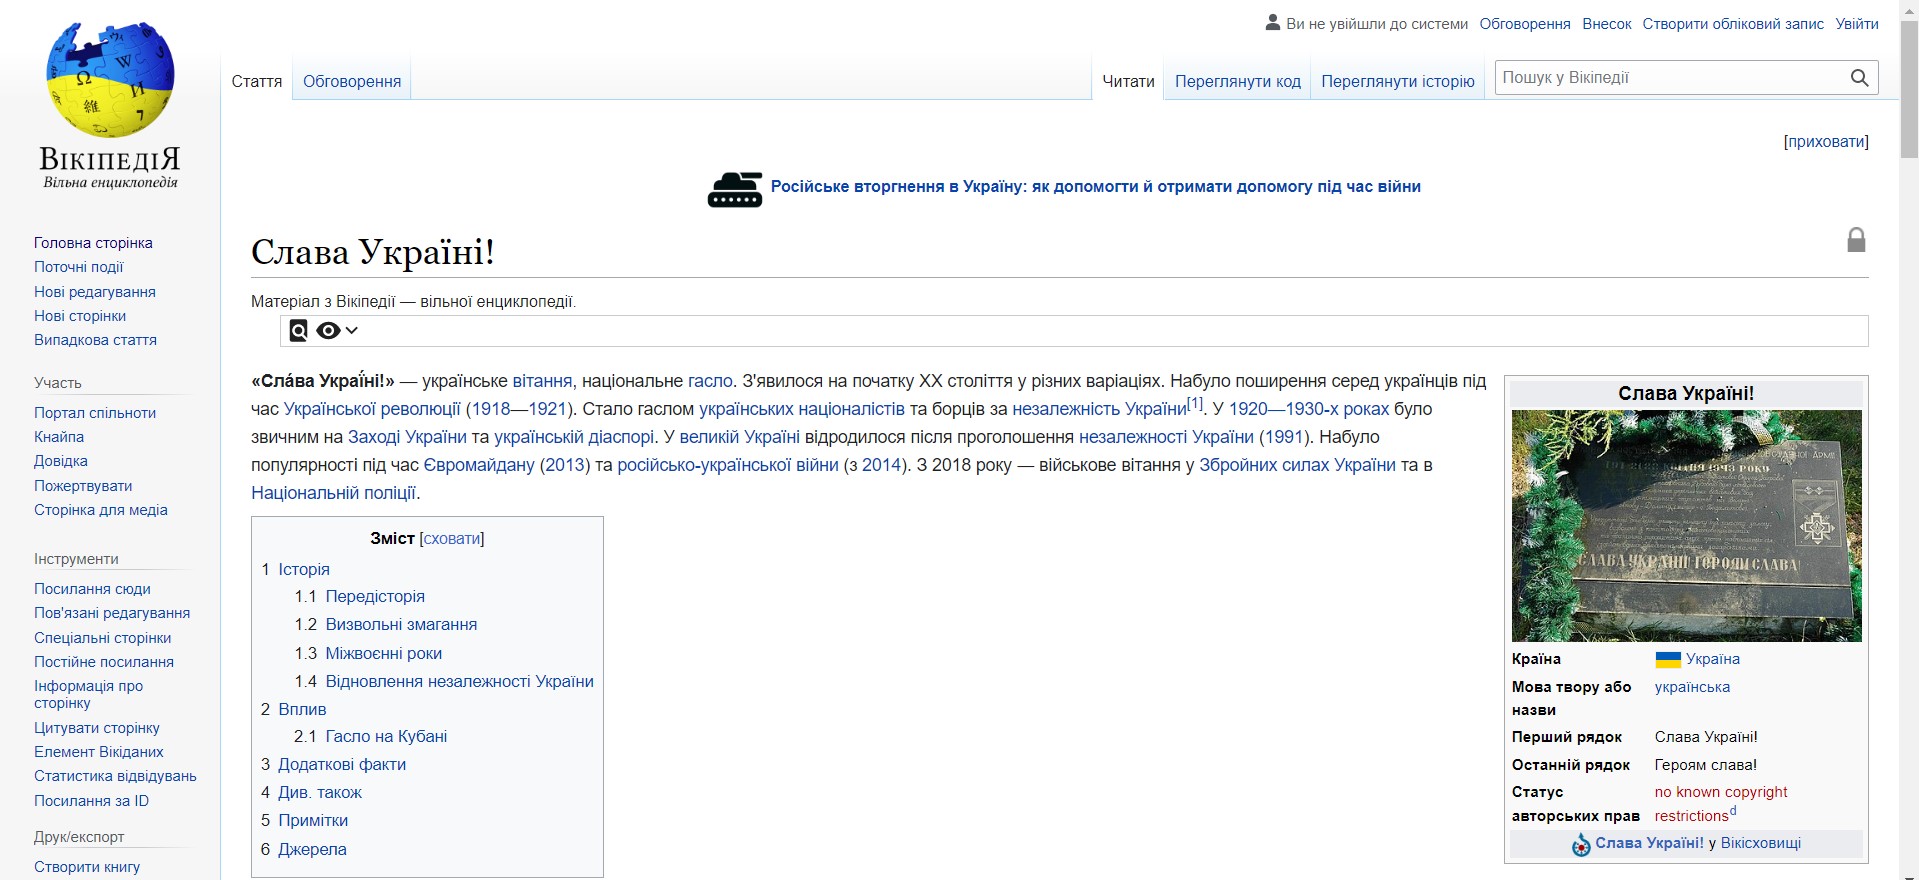 Ви не увійшли до системи Обговорення Внесок Створити обліковий запис Увійти
Стаття Обговорення Читати Переглянути код Переглянути історію Пошук у Вікіпедії
ВІКІПЕДІЯ
Вільна енциклопедія
Головна сторінка
Поточні події
Нові редагування
Нові сторінки
Випадкова стаття
Участь
Портал спільноти
Кнайпа
Довідка
Пожертвувати
Сторінка для медіа
Інструменти
Посилання сюди
Пов'язані редагування
Спеціальні сторінки
Постійне посилання
Інформація про
сторінку
Цитувати сторінку
Елемент Вікіданих
Статистика відвідувань
Посилання за ID
Друк/експорт
Створити книгу
[приховати]
Російське вторгнення в Україну: як допомогти й отримати допомогу під час війни
Слава Україні!
Матеріал з Вікіпедії — вільної енциклопедії.
«Сла́ва Украї́ні!» — українське вітання, національне гасло. З'явилося на початку XX століття у різних варіаціях. Набуло поширення серед українців під
час Української революції (1918—1921). Стало гаслом українських націоналістів та борців за незалежність України[1]. У 1920—1930-х роках було
звичним на Заході України та українській діаспорі. У великій Україні відродилося після проголошення незалежності України (1991). Набуло
популярності під час Євромайдану (2013) та російсько-української війни (з 2014). З 2018 року — військове вітання у Збройних силах України та в
Національній поліції.
Зміст [сховати]
1 Історія
1.1 Передісторія
1.2 Визвольні змагання
1.3 Міжвоєнні роки
1.4 Відновлення незалежності України
2 Вплив
2.1 Гасло на Кубані
3 Додаткові факти
4 Див. також
5 Примітки
6 Джерела
Слава Україні!
СЛАВА УКРАЇНІ! ГЕРОЯМ СЛАВА!
Країна Україна
Мова твору або українська
назви
Перший рядок Слава Україні!
Останній рядок Героям слава!
Статус no known copyright
авторських прав restrictionsd
Слава Україні! у Вікісховищі